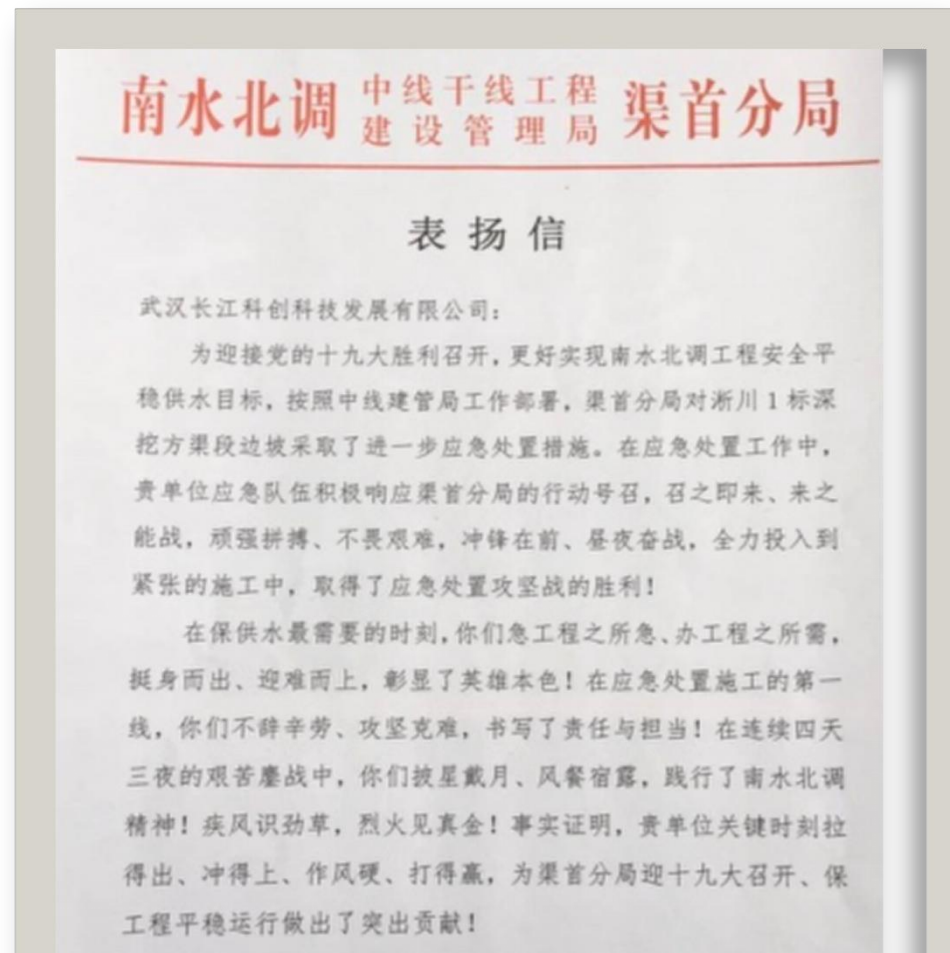 南水北调 中线干线工程 建设管理局 渠首分局
表扬信
武汉长江科创科技发展有限公司：
为迎接党的十九大胜利召开，更好实现南水北调工程安全平
稳供水目标，按照中线建管局工作部署，渠首分局对淅川1标深
挖方渠段边坡采取了进一步应急处置措施。在应急处置工作中，
贵单位应急队伍积极响应渠首分局的行动号召，召之即来、来之
能战，顽强拼搏、不畏艰难，冲锋在前、昼夜奋战，全力投入到
紧张的施工中，取得了应急处置攻坚战的胜利！
在保供水最需要的时刻，你们急工程之所急、办工程之所需，
挺身而出、迎难而上，彰显了英雄本色！在应急处置施工的第一
线，你们不辞辛劳、攻坚克难，书写了责任与担当！在连续四天
三夜的艰苦鏖战中，你们披星戴月、风餐宿露，践行了南水北调
精神！疾风识劲草，烈火见真金！事实证明，贵单位关键时刻拉
得出、冲得上、作风硬、打得赢，为渠首分局迎十九大召开、保
工程平稳运行做出了突出贡献！